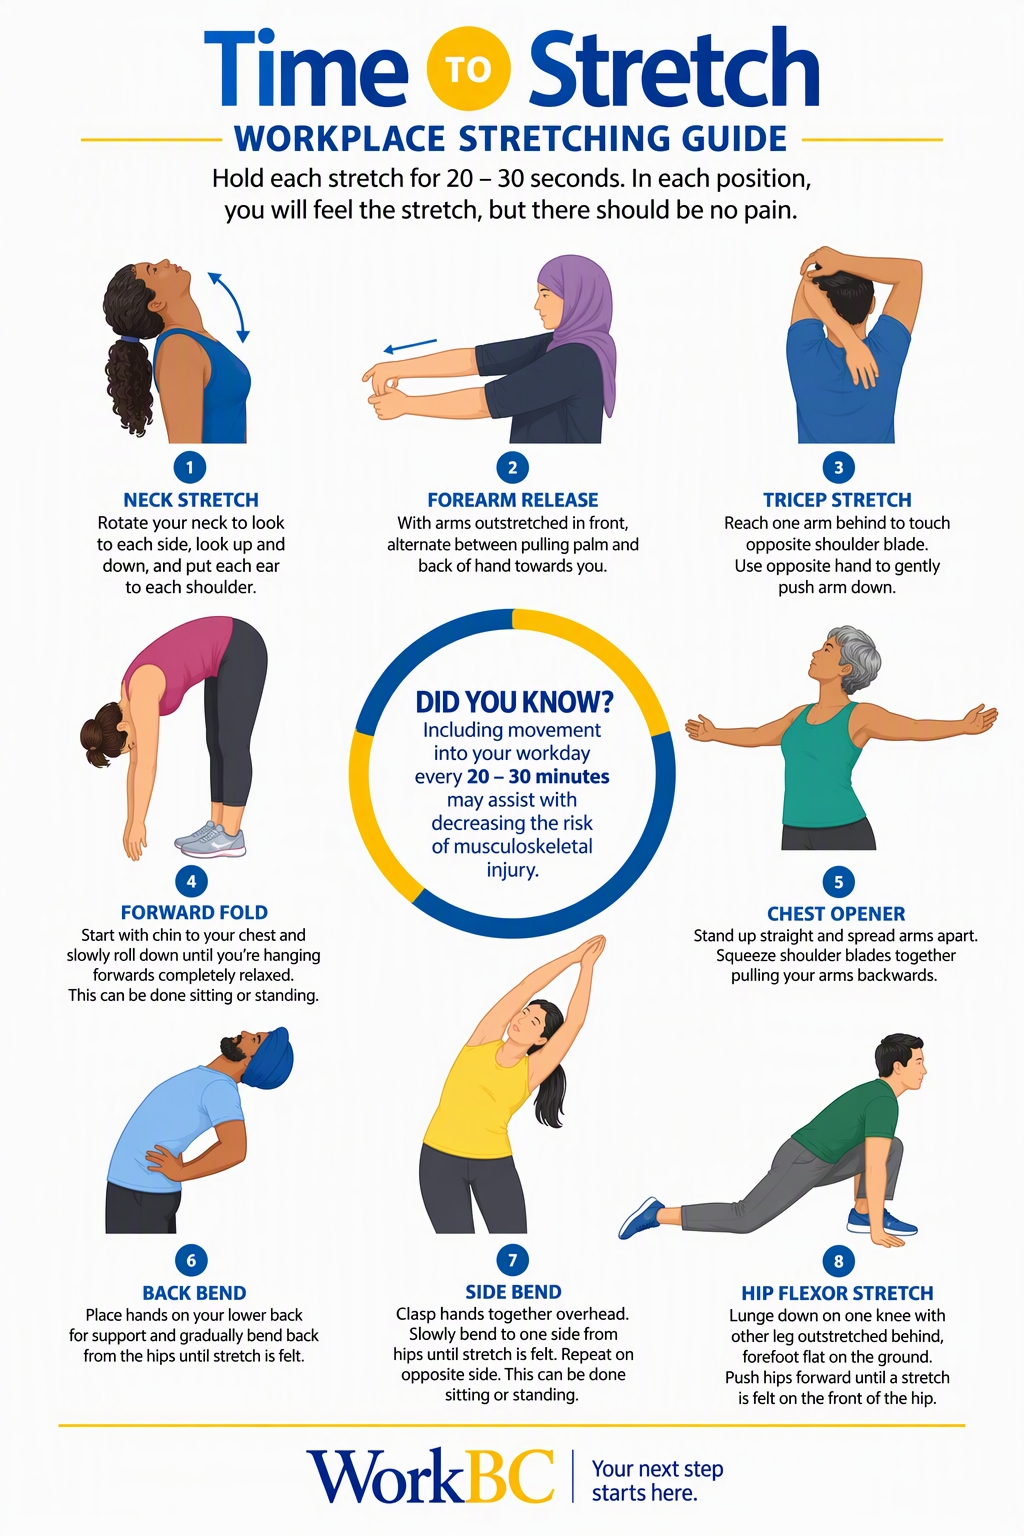 Time TO Stretch
WORKPLACE STRETCHING GUIDE
Hold each stretch for 20 – 30 seconds. In each position,
you will feel the stretch, but there should be no pain.
1
NECK STRETCH
Rotate your neck to look
to each side, look up and
down, and put each ear
to each shoulder.
2
FOREARM RELEASE
With arms outstretched in front,
alternate between pulling palm and
back of hand towards you.
3
TRICEP STRETCH
Reach one arm behind to touch
opposite shoulder blade.
Use opposite hand to gently
push arm down.
4
FORWARD FOLD
Start with chin to your chest and
slowly roll down until you're hanging
forwards completely relaxed.
This can be done sitting or standing.
DID YOU KNOW?
Including movement
into your workday
every 20 – 30 minutes
may assist with
decreasing the risk
of musculoskeletal
injury.
5
CHEST OPENER
Stand up straight and spread arms apart.
Squeeze shoulder blades together
pulling your arms backwards.
6
BACK BEND
Place hands on your lower back
for support and gradually bend back
from the hips until stretch is felt.
7
SIDE BEND
Clasp hands together overhead.
Slowly bend to one side from
hips until stretch is felt. Repeat on
opposite side. This can be done
sitting or standing.
8
HIP FLEXOR STRETCH
Lunge down on one knee with
other leg outstretched behind,
forefoot flat on the ground.
Push hips forward until a stretch
is felt on the front of the hip.
WorkBC
Your next step
starts here.